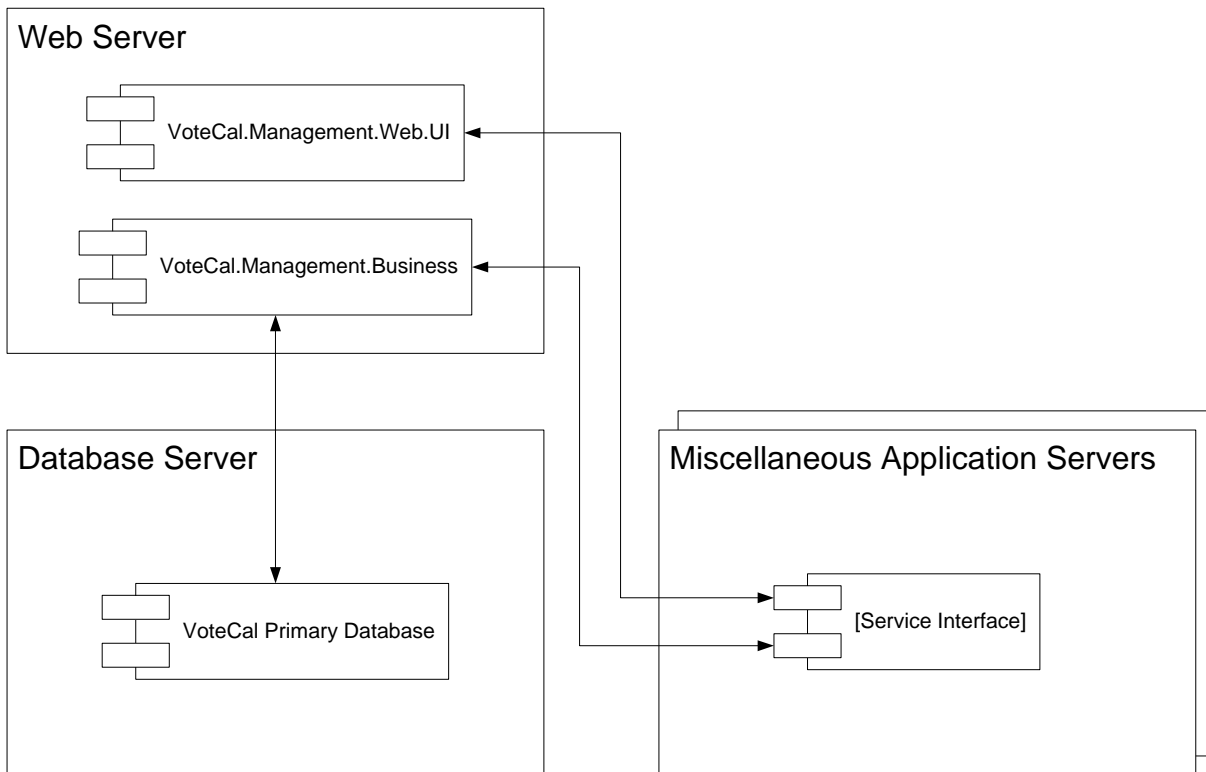 Web Server
VoteCal.Management.Web.UI
VoteCal.Management.Business
Database Server
VoteCal Primary Database
Miscellaneous Application Servers
[Service Interface]